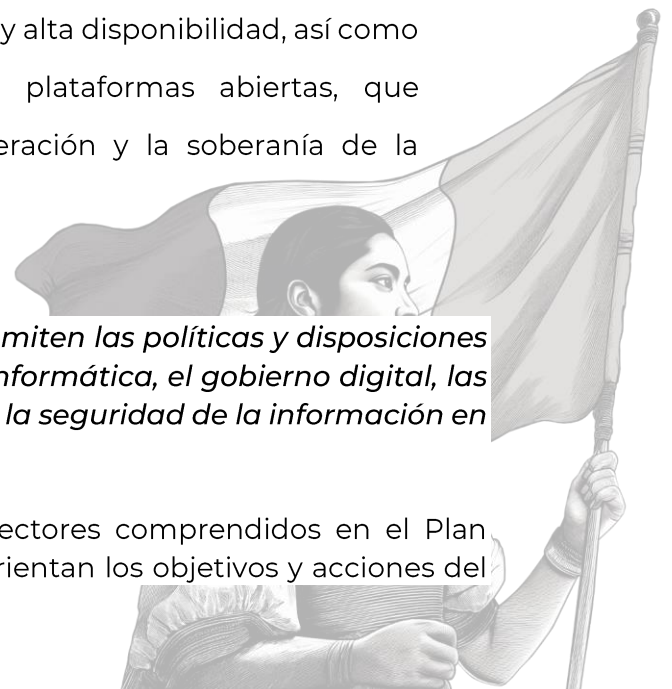 y alta disponibilidad, así como
plataformas abiertas, que
eración y la soberanía de la
miten las políticas y disposiciones
nformática, el gobierno digital, las
la seguridad de la información en
ectores comprendidos en el Plan
rientan los objetivos y acciones del